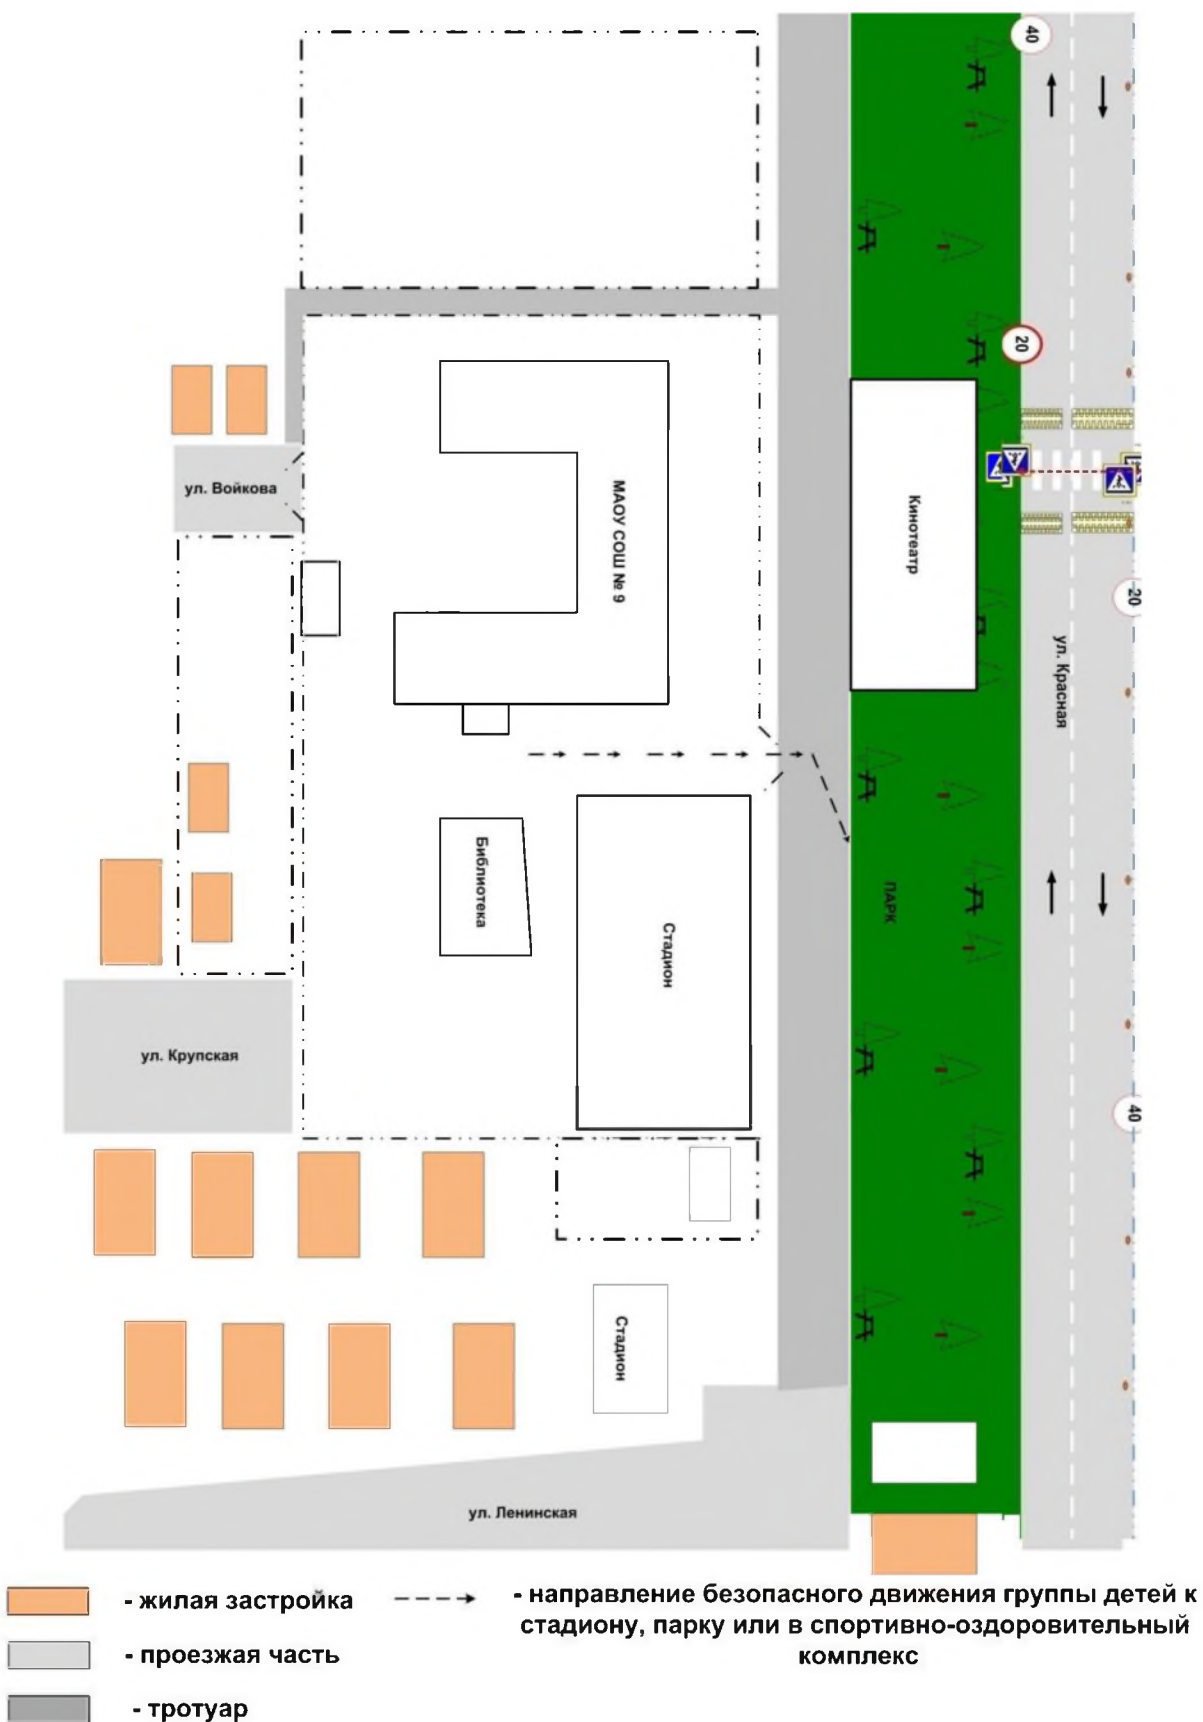 40
20
ул. Войкова
МАОУ СОШ № 9
Кинотеатр
20
ул. Красная
Библиотека
ПАРК
Стадион
ул. Крупская
40
Стадион
ул. Ленинская
- жилая застройка
- направление безопасного движения группы детей к
стадиону, парку или в спортивно-оздоровительный
комплекс
- проезжая часть
- тротуар